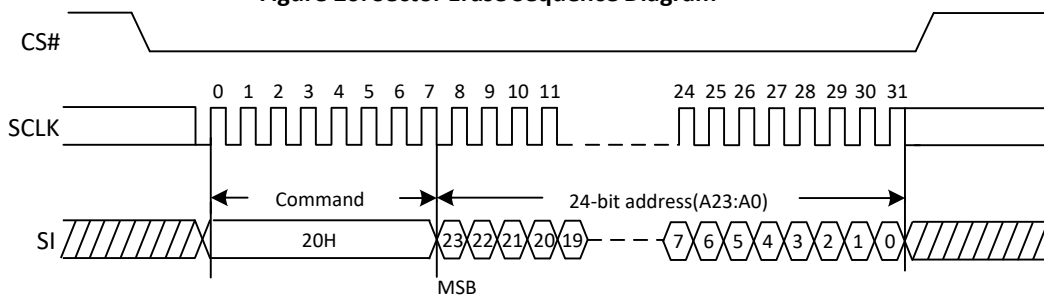 Figure 20. Sector Erase Sequence Diagram
CS#
0 1 2 3 4 5 6 7 8 9 10 11 24 25 26 27 28 29 30 31
SCLK
Command 24-bit address(A23:A0)
SI 20H 23 22 21 20 19 7 6 5 4 3 2 1 0
MSB